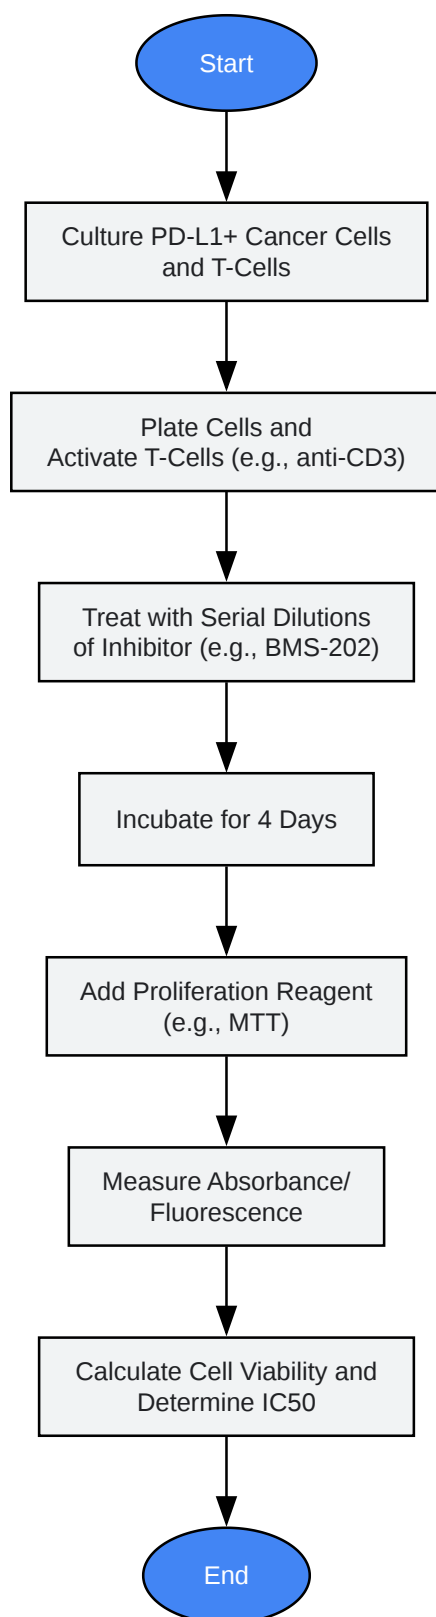 Start
Culture PD-L1+ Cancer Cells
and T-Cells
Plate Cells and
Activate T-Cells (e.g., anti-CD3)
Treat with Serial Dilutions
of Inhibitor (e.g., BMS-202)
Incubate for 4 Days
Add Proliferation Reagent
(e.g., MTT)
Measure Absorbance/
Fluorescence
Calculate Cell Viability and
Determine IC50
End